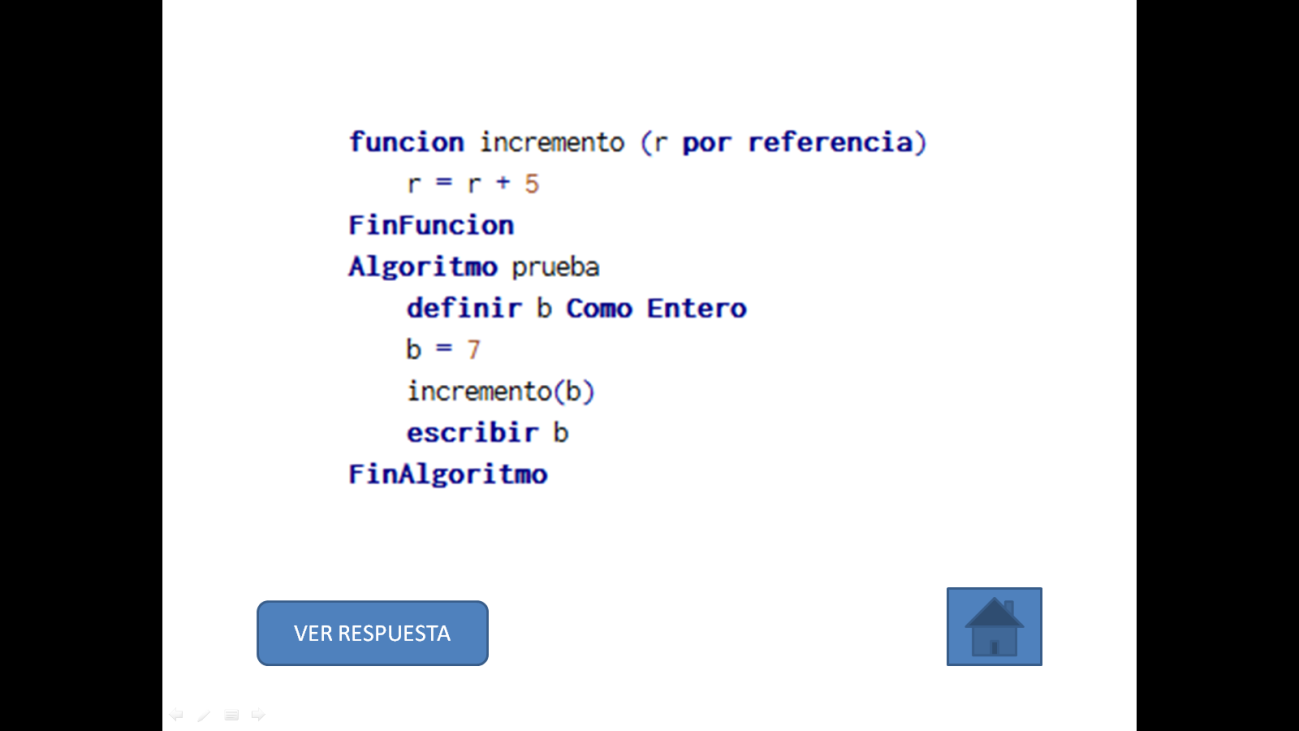 funcion incremento (r por referencia)
r = r + 5
FinFuncion
Algoritmo prueba
definir b Como Entero
b = 7
incremento(b)
escribir b
FinAlgoritmo
VER RESPUESTA